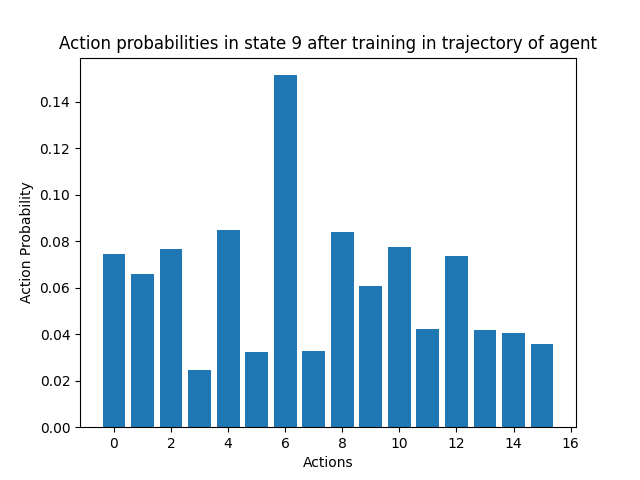 Action probabilities in state 9 after training in trajectory of agent
0.14
0.12
0.10
0.08
0.06
0.04
0.02
0.00
Action Probability
0 2 4 6 8 10 12 14 16
Actions